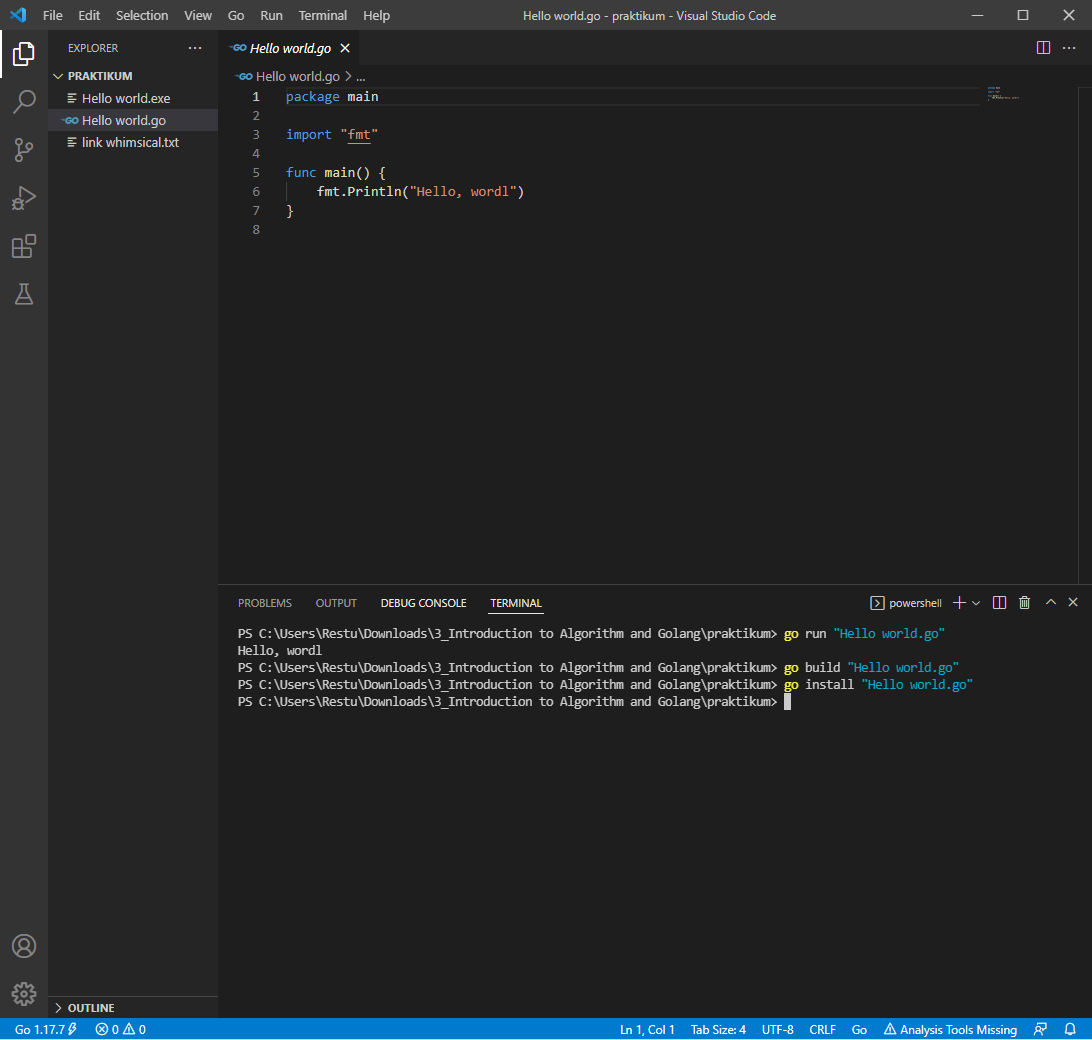 File Edit Selection View Go Run Terminal Help Hello world.go - praktikum - Visual Studio Code
EXPLORER
PRAKTIKUM
Hello world.exe
Hello world.go
link whimsical.txt
OUTLINE
GO Hello world.go
GO Hello world.go > ...
1 package main
2
3 import "fmt"
4
5 func main() {
6 fmt.Println("Hello, wordl")
7 }
8
PROBLEMS OUTPUT DEBUG CONSOLE TERMINAL powershell
PS C:\Users\Restu\Downloads\3_Introduction to Algorithm and Golang\praktikum> go run "Hello world.go"
Hello, wordl
PS C:\Users\Restu\Downloads\3_Introduction to Algorithm and Golang\praktikum> go build "Hello world.go"
PS C:\Users\Restu\Downloads\3_Introduction to Algorithm and Golang\praktikum> go install "Hello world.go"
PS C:\Users\Restu\Downloads\3_Introduction to Algorithm and Golang\praktikum>
Go 1.17.7 0 0 Ln 1, Col 1 Tab Size: 4 UTF-8 CRLF Go Analysis Tools Missing